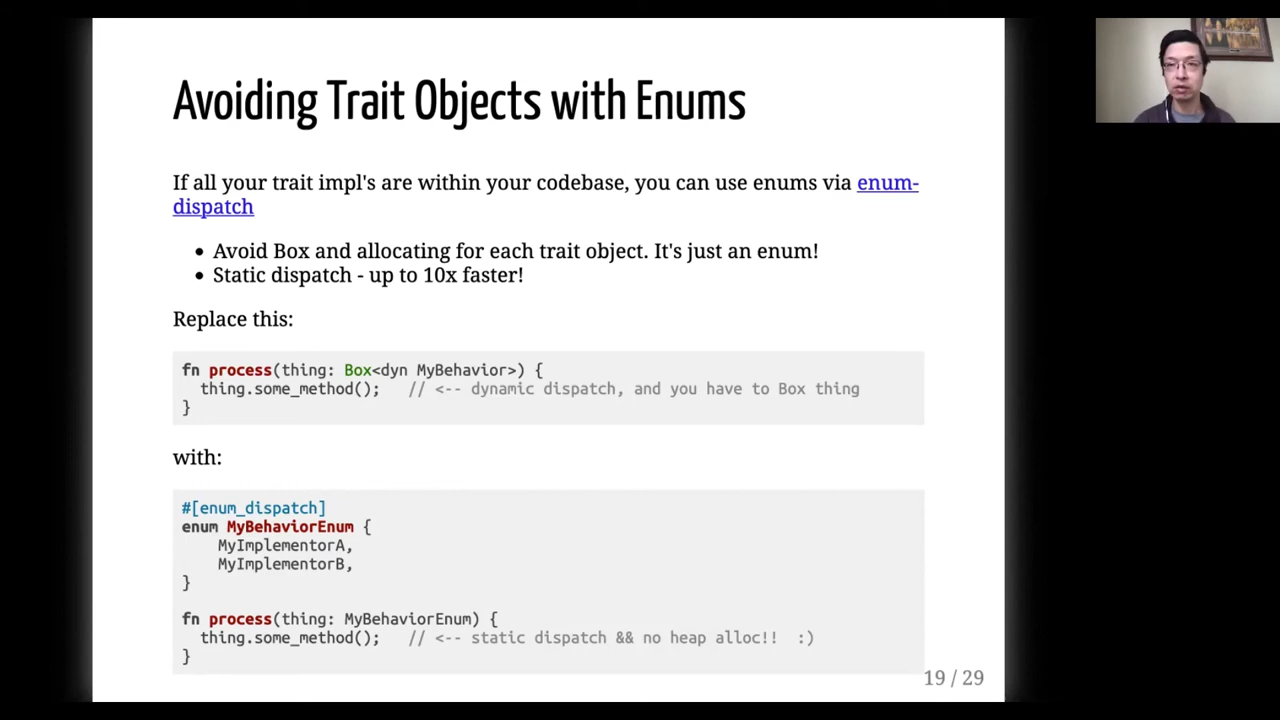 Avoiding Trait Objects with Enums
If all your trait impl's are within your codebase, you can use enums via enum-
dispatch
• Avoid Box and allocating for each trait object. It's just an enum!
• Static dispatch - up to 10x faster!
Replace this:
fn process(thing: Box<dyn MyBehavior>) {
  thing.some_method();   // <-- dynamic dispatch, and you have to Box thing
}
with:
#[enum_dispatch]
enum MyBehaviorEnum {
    MyImplementorA,
    MyImplementorB,
}
fn process(thing: MyBehaviorEnum) {
  thing.some_method();   // <-- static dispatch && no heap alloc!!  :)
}
19 / 29